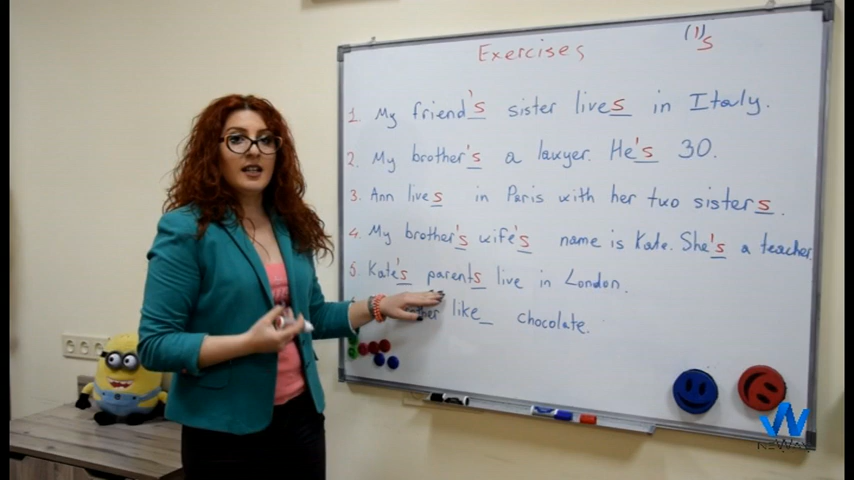 Exercises
(')s
1. My friend's sister lives in Italy.
2. My brother's a lawyer. He's 30.
3. Ann lives in Paris with her two sisters.
4. My brother's wife's name is Kate. She's a teacher.
5. Kate's parents live in London.
like_ chocolate.
NEWAY